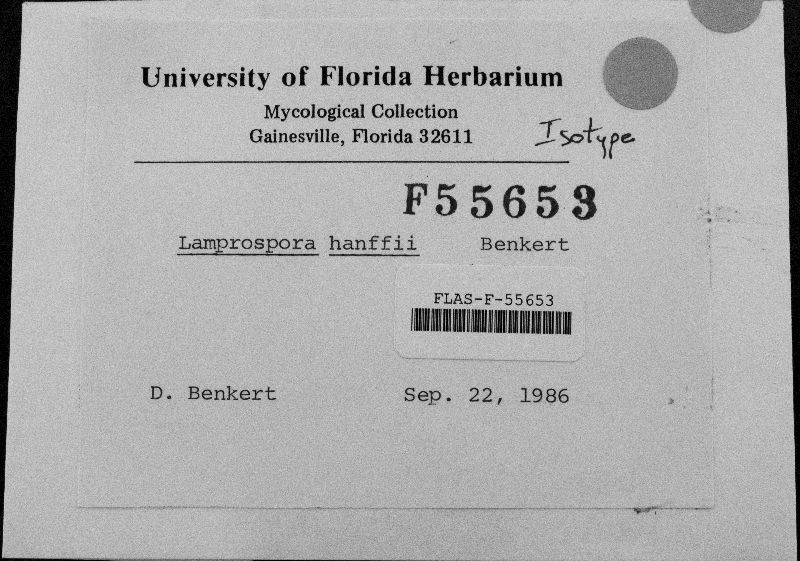 University of Florida Herbarium
Mycological Collection
Gainesville, Florida 32611
Isotype
F55653
Lamprospora hanffii Benkert
FLAS-F-55653
D. Benkert Sep. 22, 1986